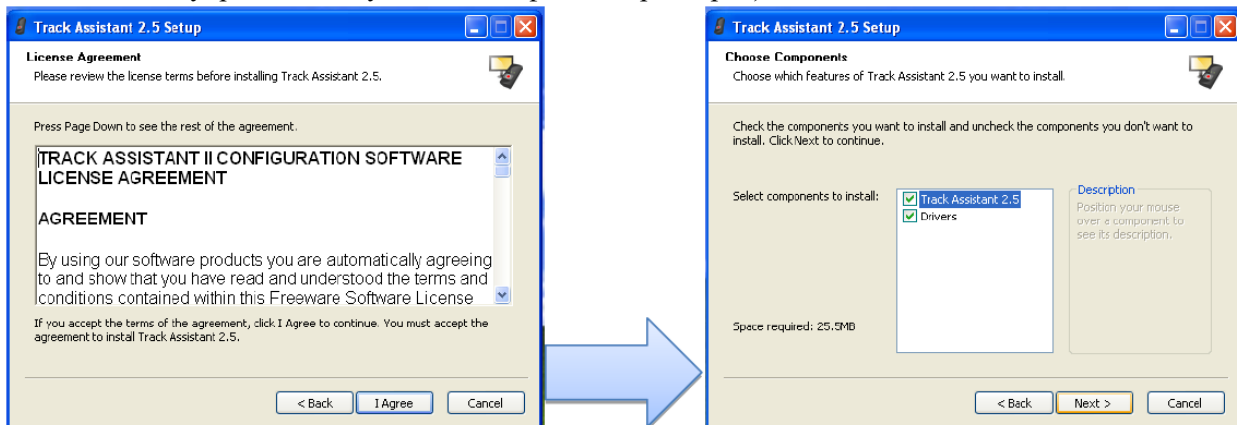 Track Assistant 2.5 Setup
License Agreement
Please review the license terms before installing Track Assistant 2.5.
Press Page Down to see the rest of the agreement.
TRACK ASSISTANT II CONFIGURATION SOFTWARE
LICENSE AGREEMENT
AGREEMENT
By using our software products you are automatically agreeing
to and show that you have read and understood the terms and
conditions contained within this Freeware Software License
If you accept the terms of the agreement, click I Agree to continue. You must accept the
agreement to install Track Assistant 2.5.
< Back
I Agree
Cancel
Track Assistant 2.5 Setup
Choose Components
Choose which features of Track Assistant 2.5 you want to install.
Check the components you want to install and uncheck the components you don't want to
install. Click Next to continue.
Select components to install:
Track Assistant 2.5
Drivers
Description
Position your mouse
over a component to
see its description.
Space required: 25.5MB
< Back
Next >
Cancel